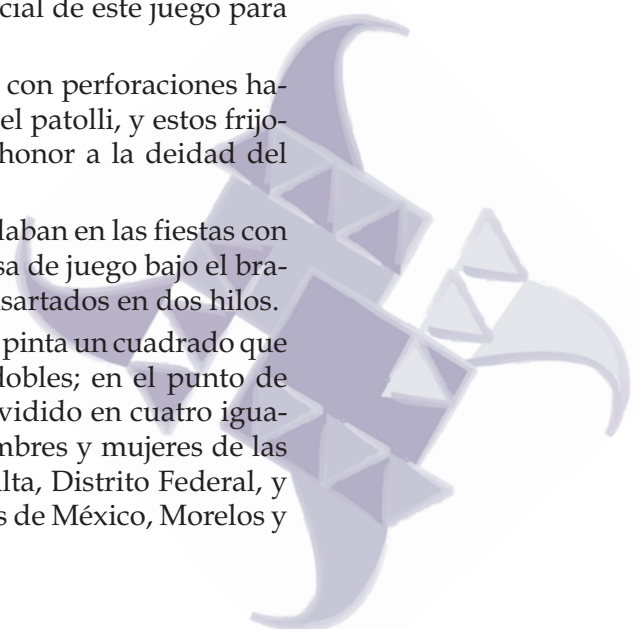 cial de este juego para
con perforaciones ha-
el patolli, y estos frijo-
honor a la deidad del
laban en las fiestas con
sa de juego bajo el bra-
nsartados en dos hilos.
pinta un cuadrado que
dobles; en el punto de
vidido en cuatro igua-
mbres y mujeres de las
lta, Distrito Federal, y
s de México, Morelos y